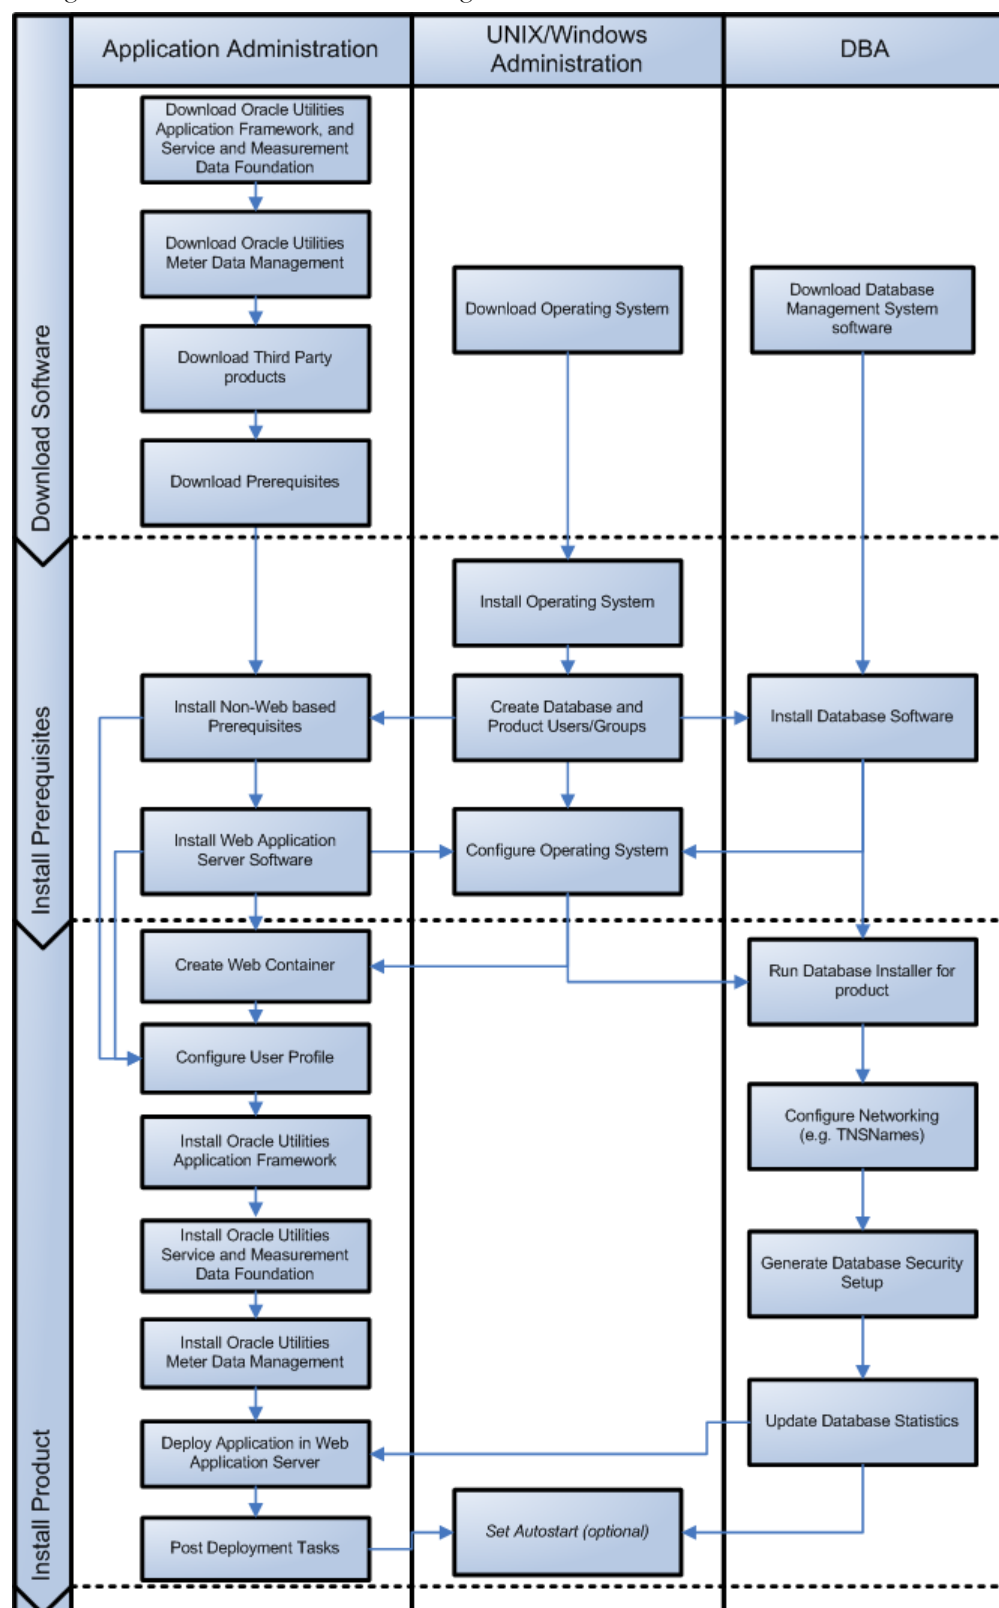 Application Administration
UNIX/Windows
Administration
DBA
Download Software
Download Oracle Utilities
Application Framework, and
Service and Measurement
Data Foundation
Download Oracle Utilities
Meter Data Management
Download Third Party
products
Download Prerequisites
Download Operating System
Download Database
Management System
software
Install Prerequisites
Install Operating System
Install Non-Web based
Prerequisites
Create Database and
Product Users/Groups
Install Database Software
Install Web Application
Server Software
Configure Operating System
Install Product
Create Web Container
Run Database Installer for
product
Configure User Profile
Configure Networking
(e.g. TNSNames)
Install Oracle Utilities
Application Framework
Install Oracle Utilities
Service and Measurement
Data Foundation
Generate Database Security
Setup
Install Oracle Utilities
Meter Data Management
Update Database Statistics
Deploy Application in Web
Application Server
Set Autostart (optional)
Post Deployment Tasks